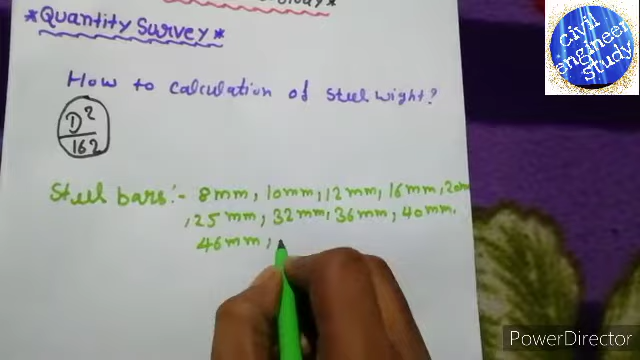 *Quantity Survey*
civil
engineer
study
How to calculation of Steel wight?
D²
162
Steel bars:- 8mm, 10mm, 12mm, 16mm, 20mm
, 25mm, 32mm, 36mm, 40mm.
46mm,
PowerDirector